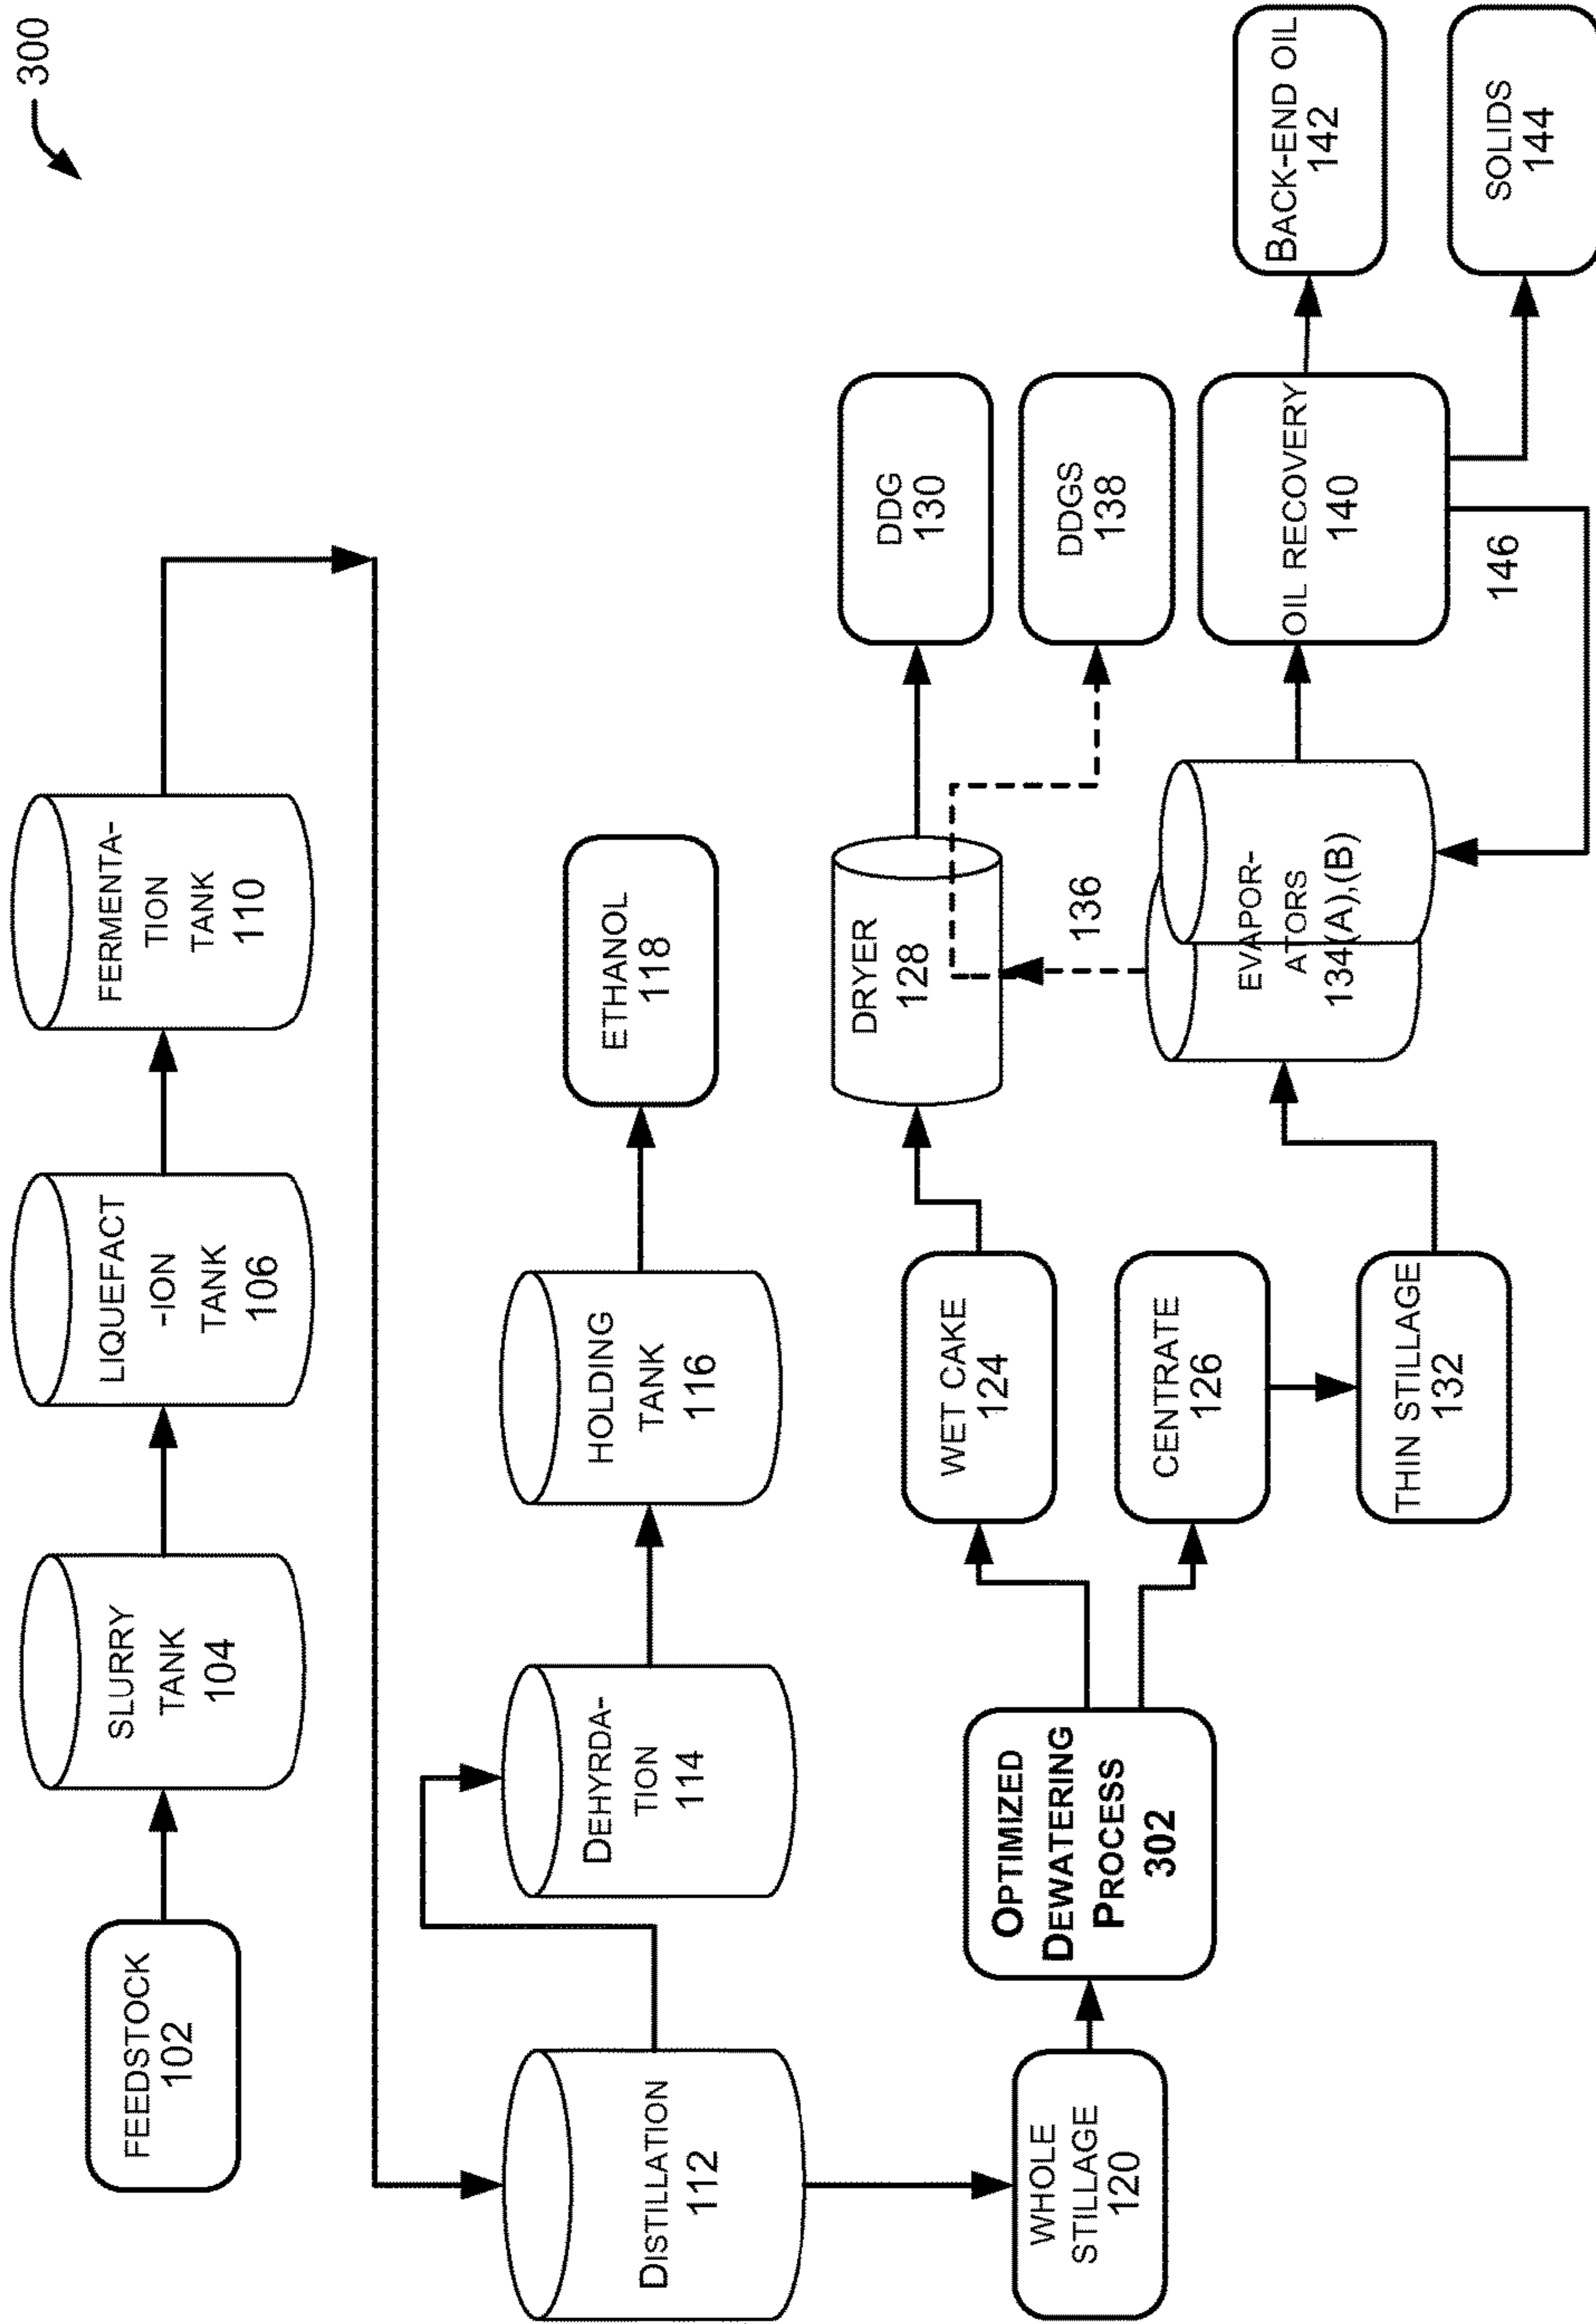 300
FEEDSTOCK
102
SLURRY
TANK
104
LIQUEFACT
-ION
TANK
106
FERMENTA-
TION
TANK
110
DISTILLATION
112
DEHYRDA-
TION
114
HOLDING
TANK
116
ETHANOL
118
WHOLE
STILLAGE
120
OPTIMIZED
DEWATERING
PROCESS
302
WET CAKE
124
CENTRATE
126
THIN STILLAGE
132
DRYER
128
136
EVAPOR-
ATORS
134(A),(B)
DDG
130
DDGS
138
OIL RECOVERY
140
146
BACK-END OIL
142
SOLIDS
144